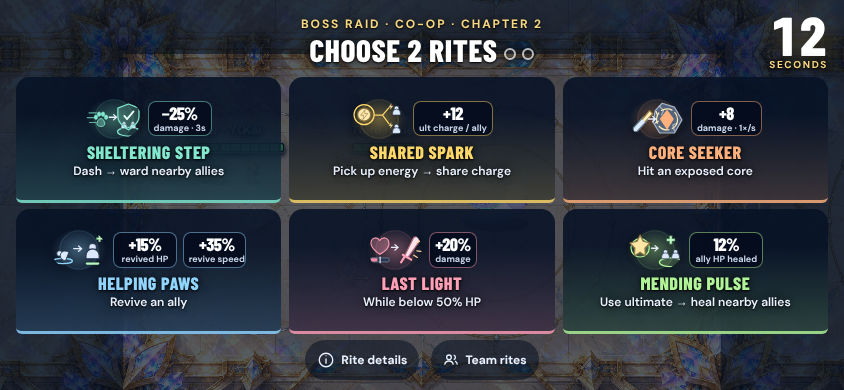 BOSS RAID · CO-OP · CHAPTER 2
CHOOSE 2 RITES
12
SECONDS
−25%
damage · 3s
SHELTERING STEP
Dash → ward nearby allies
+12
ult charge / ally
SHARED SPARK
Pick up energy → share charge
+8
damage · 1×/s
CORE SEEKER
Hit an exposed core
+15%
revived HP
+35%
revive speed
HELPING PAWS
Revive an ally
+20%
damage
LAST LIGHT
While below 50% HP
12%
ally HP healed
MENDING PULSE
Use ultimate → heal nearby allies
Rite details
Team rites